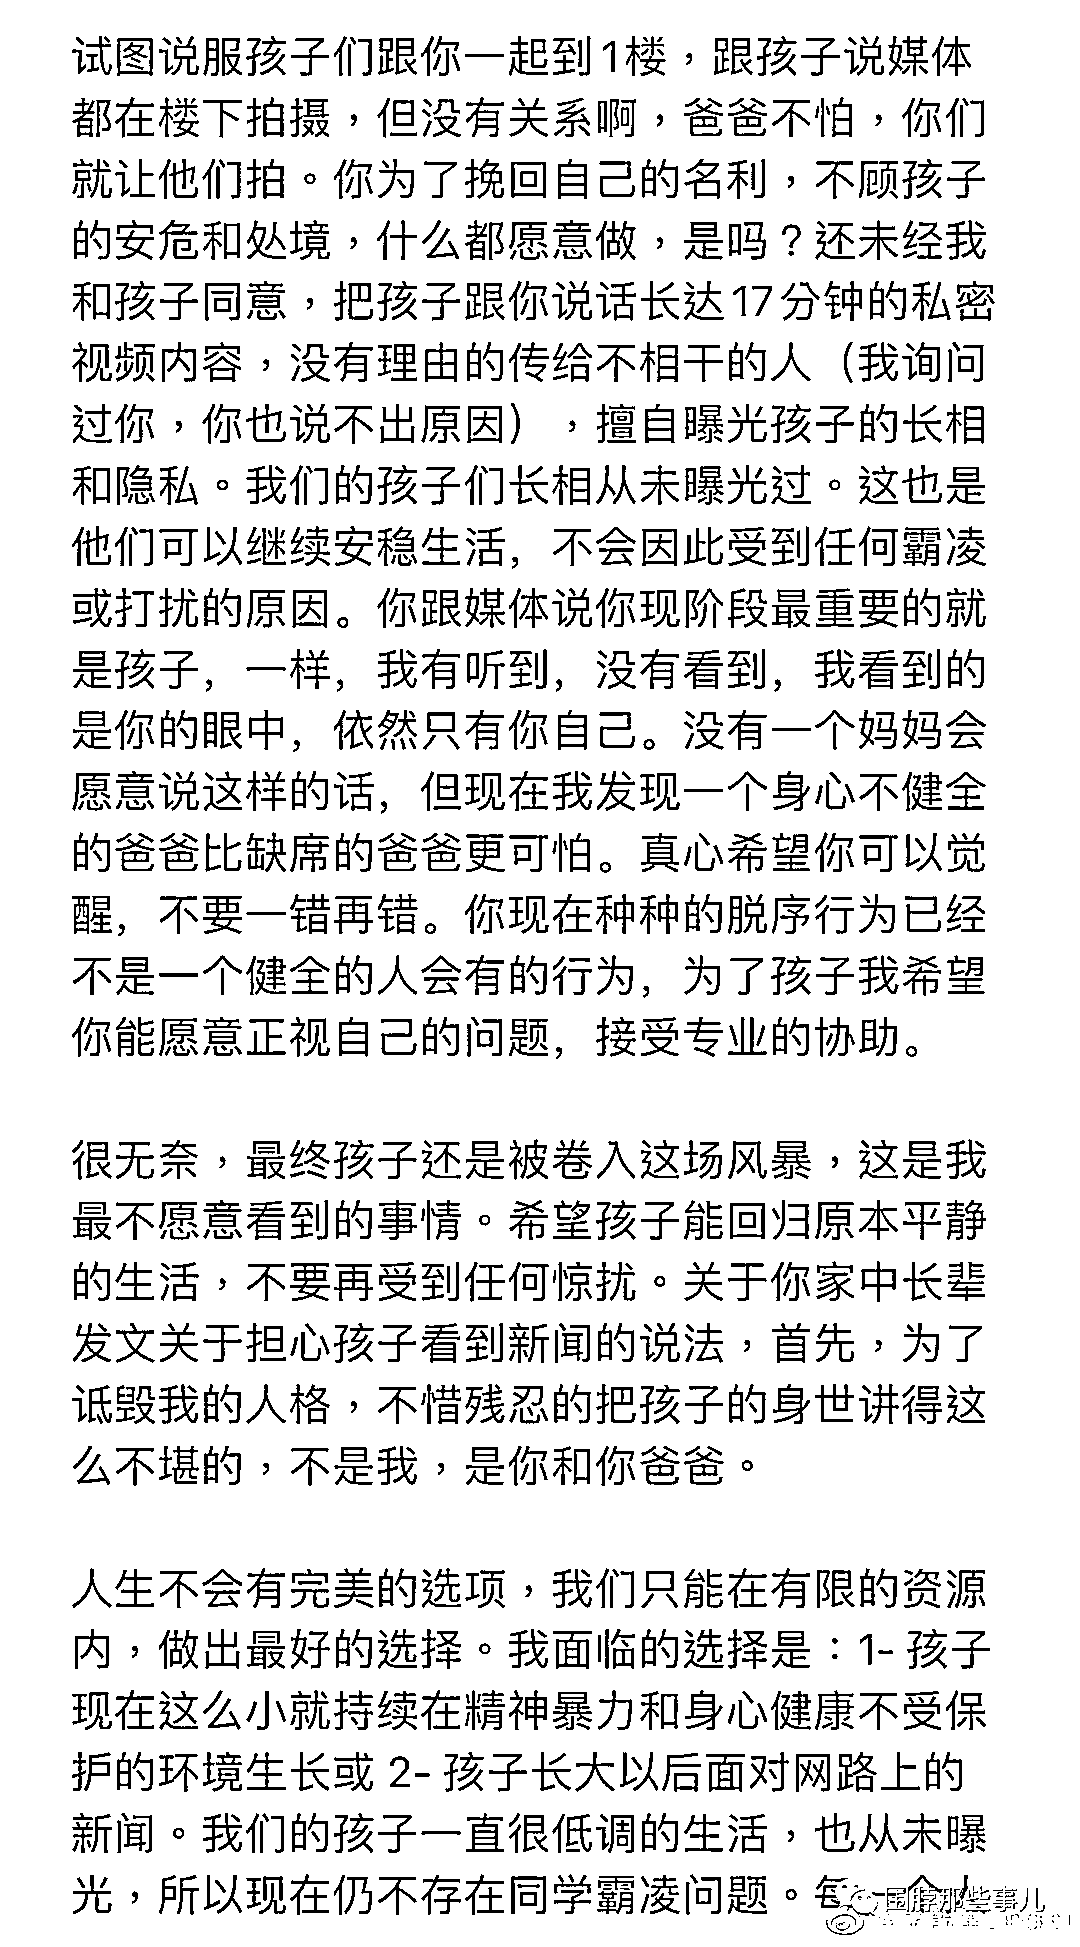 试图说服孩子们跟你一起到1楼，跟孩子说媒体
都在楼下拍摄，但没有关系啊，爸爸不怕，你们
就让他们拍。你为了挽回自己的名利，不顾孩子
的安危和处境，什么都愿意做，是吗？还未经我
和孩子同意，把孩子跟你说话长达17分钟的私密
视频内容，没有理由的传给不相干的人（我询问
过你，你也说不出原因），擅自曝光孩子的长相
和隐私。我们的孩子们长相从未曝光过。这也是
他们可以继续安稳生活，不会因此受到任何霸凌
或打扰的原因。你跟媒体说你现阶段最重要的就
是孩子，一样，我有听到，没有看到，我看到的
是你的眼中，依然只有你自己。没有一个妈妈会
愿意说这样的话，但现在我发现一个身心不健全
的爸爸比缺席的爸爸更可怕。真心希望你可以觉
醒，不要一错再错。你现在种种的脱序行为已经
不是一个健全的人会有的行为，为了孩子我希望
你能愿意正视自己的问题，接受专业的协助。
很无奈，最终孩子还是被卷入这场风暴，这是我
最不愿意看到的事情。希望孩子能回归原本平静
的生活，不要再受到任何惊扰。关于你家中长辈
发文关于担心孩子看到新闻的说法，首先，为了
诋毁我的人格，不惜残忍的把孩子的身世讲得这
么不堪的，不是我，是你和你爸爸。
人生不会有完美的选项，我们只能在有限的资源
内，做出最好的选择。我面临的选择是：1- 孩子
现在这么小就持续在精神暴力和身心健康不受保
护的环境生长或 2- 孩子长大以后面对网路上的
新闻。我们的孩子一直很低调的生活，也从未曝
光，所以现在仍不存在同学霸凌问题。每一个人
围脖那些事儿